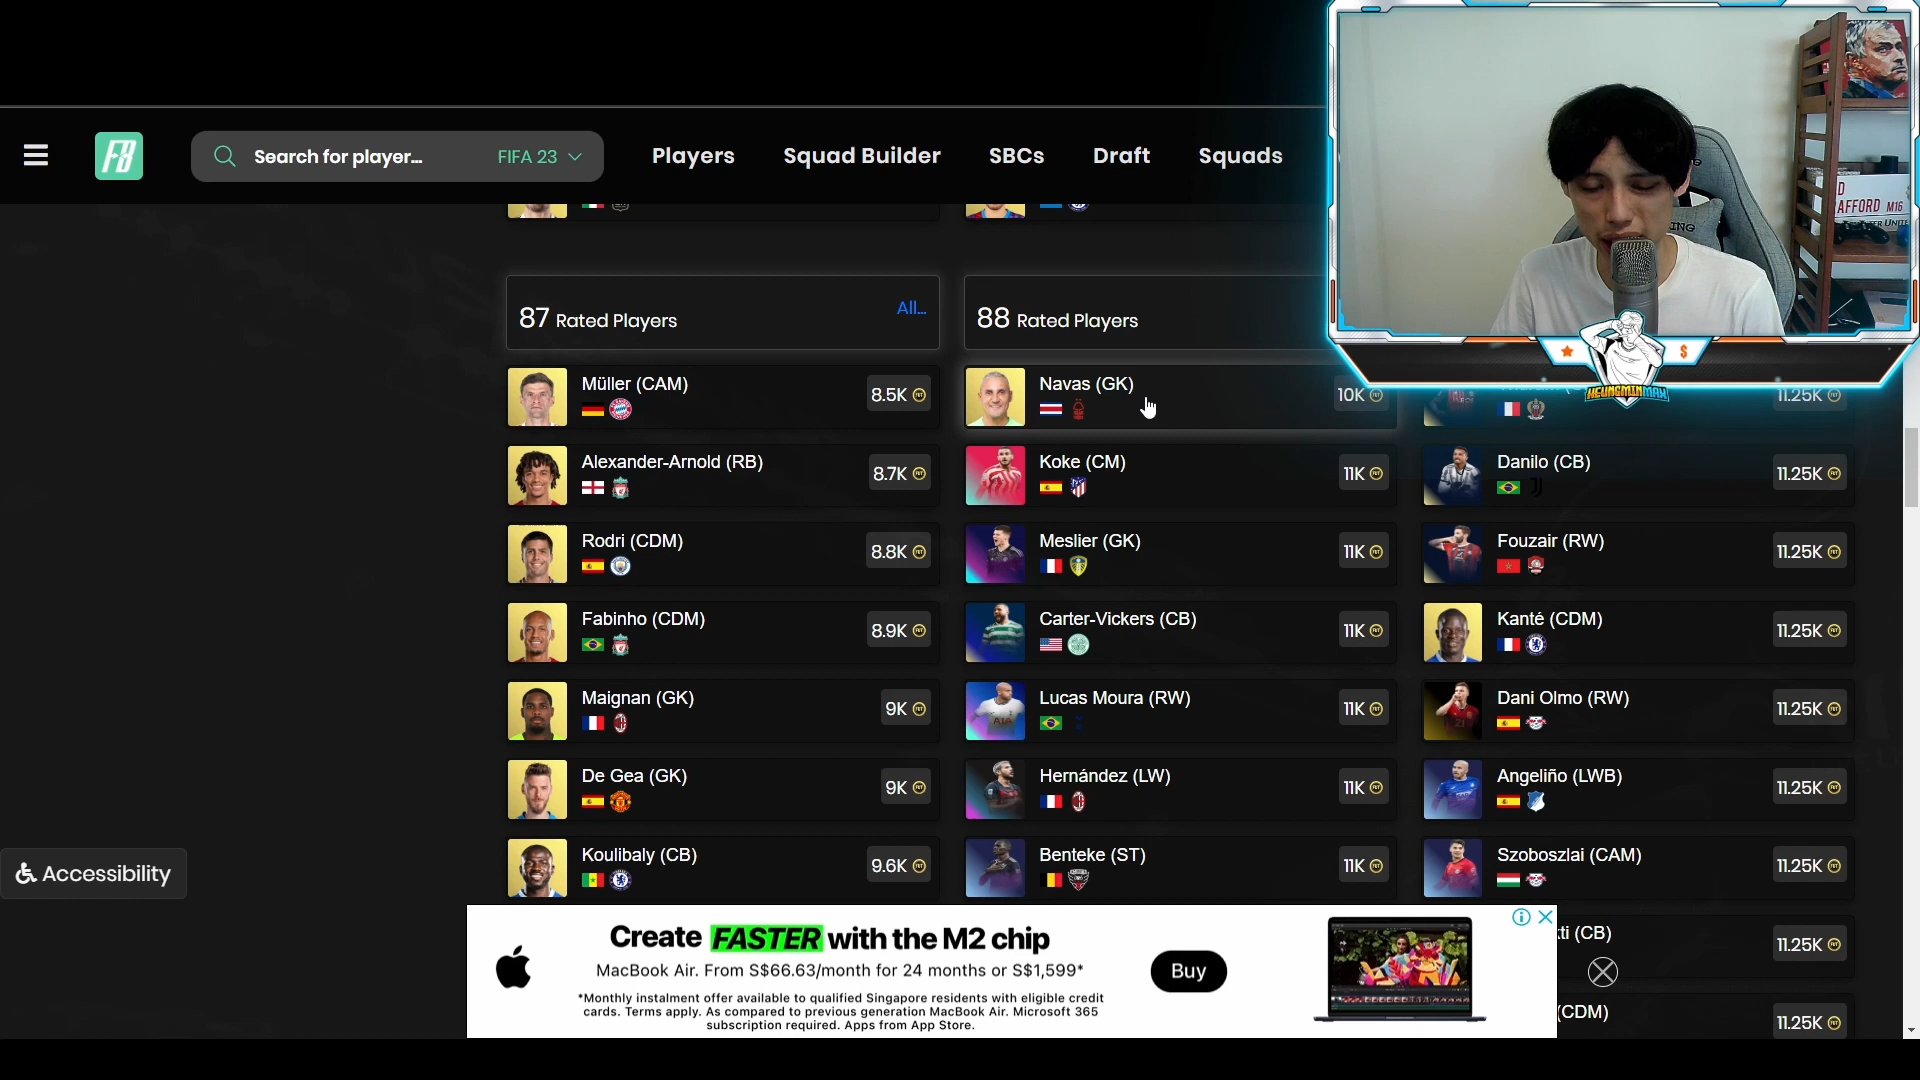 Search for player...
FIFA 23
Players
Squad Builder
SBCs
Draft
Squads
87 Rated Players
All...
88 Rated Players
Müller (CAM)
8.5K
Navas (GK)
10K
11.25K
Alexander-Arnold (RB)
8.7K
Koke (CM)
11K
Danilo (CB)
11.25K
Rodri (CDM)
8.8K
Meslier (GK)
11K
Fouzair (RW)
11.25K
Fabinho (CDM)
8.9K
Carter-Vickers (CB)
11K
Kanté (CDM)
11.25K
Maignan (GK)
9K
Lucas Moura (RW)
11K
Dani Olmo (RW)
11.25K
De Gea (GK)
9K
Hernández (LW)
11K
Angeliño (LWB)
11.25K
Koulibaly (CB)
9.6K
Benteke (ST)
11K
Szoboszlai (CAM)
11.25K
(CB)
11.25K
(CDM)
11.25K
Accessibility
Create FASTER with the M2 chip
MacBook Air. From S$66.63/month for 24 months or S$1,599*
*Monthly instalment offer available to qualified Singapore residents with eligible credit
cards. Terms apply. As compared to previous generation MacBook Air. Microsoft 365
subscription required. Apps from App Store.
Buy
HEUNGMINMAX
AFFORD M16